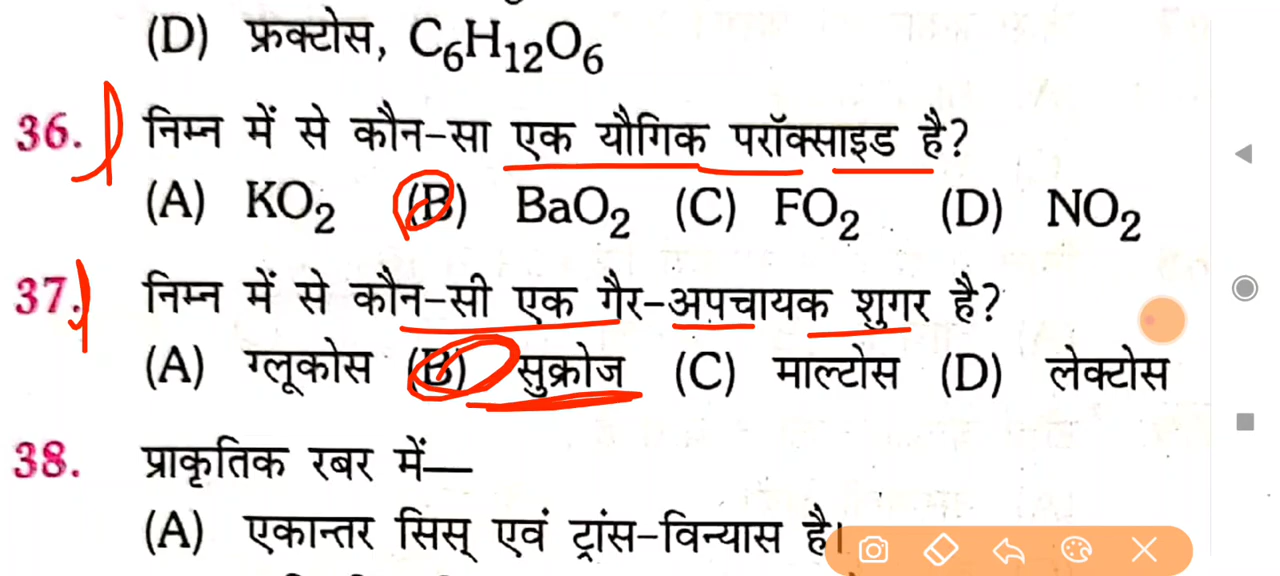 (D) फ्रक्टोस, C₆H₁₂O₆
36. निम्न में से कौन-सा एक यौगिक परॉक्साइड है?
(A) KO₂ (B) BaO₂ (C) FO₂ (D) NO₂
37. निम्न में से कौन-सी एक गैर-अपचायक शुगर है?
(A) ग्लूकोस (B) सुक्रोज (C) माल्टोस (D) लेक्टोस
38. प्राकृतिक रबर में—
(A) एकान्तर सिस् एवं ट्रांस-विन्यास है।